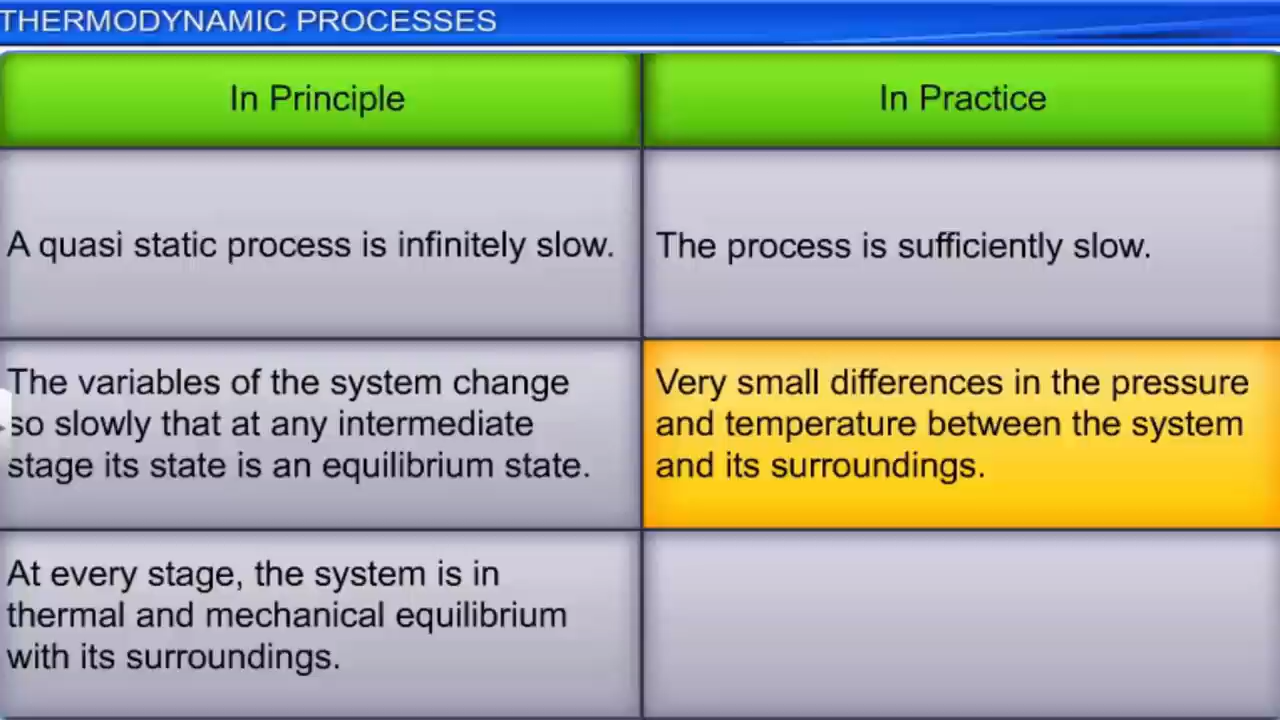 THERMODYNAMIC PROCESSES
In Principle
In Practice
A quasi static process is infinitely slow.
The process is sufficiently slow.
The variables of the system change
so slowly that at any intermediate
stage its state is an equilibrium state.
Very small differences in the pressure
and temperature between the system
and its surroundings.
At every stage, the system is in
thermal and mechanical equilibrium
with its surroundings.